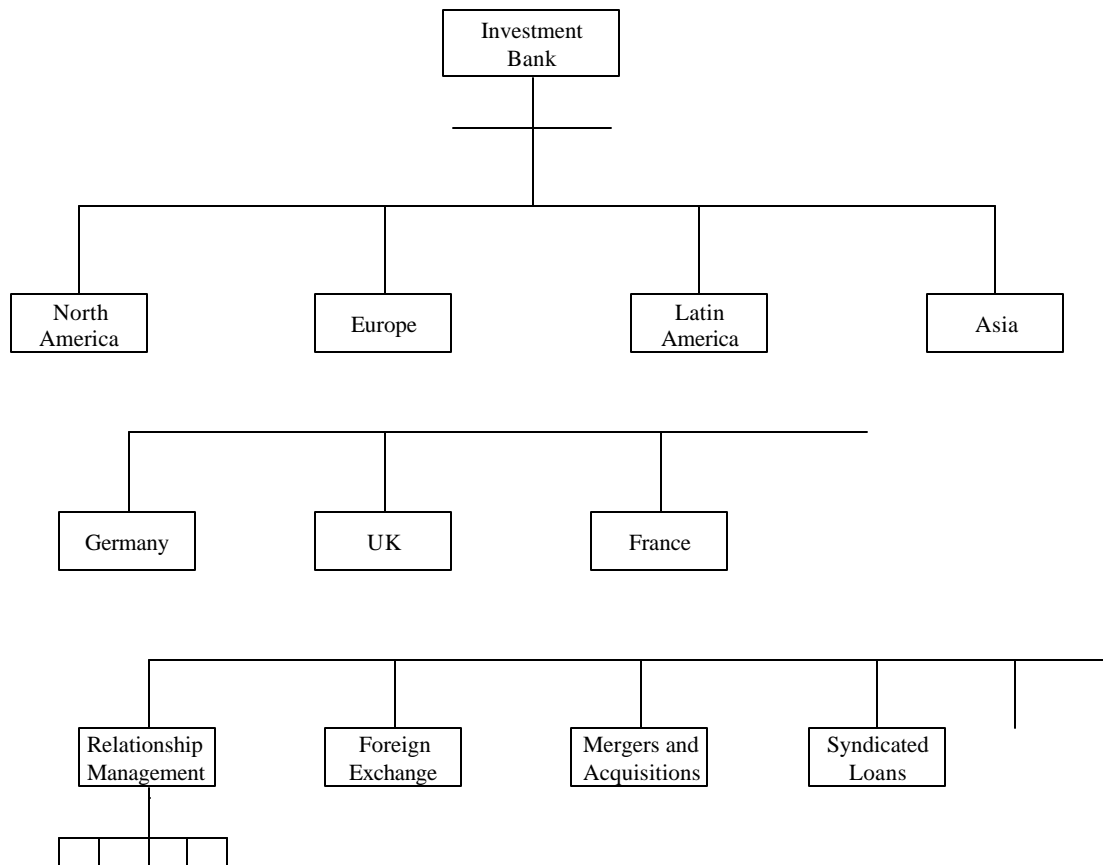 Investment
Bank
North
America
Europe
Latin
America
Asia
Germany
UK
France
Relationship
Management
Foreign
Exchange
Mergers and
Acquisitions
Syndicated
Loans